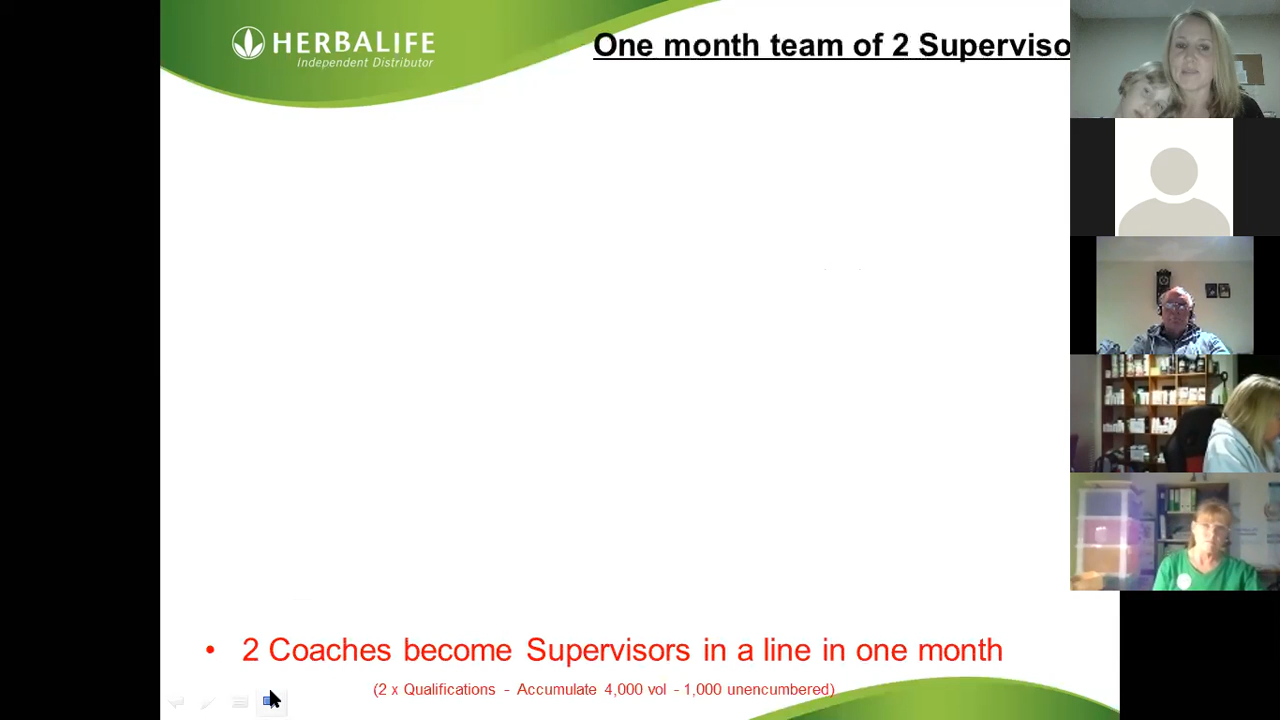 HERBALIFE
Independent Distributor
One month team of 2 Superviso
• 2 Coaches become Supervisors in a line in one month
(2 x Qualifications - Accumulate 4,000 vol - 1,000 unencumbered)